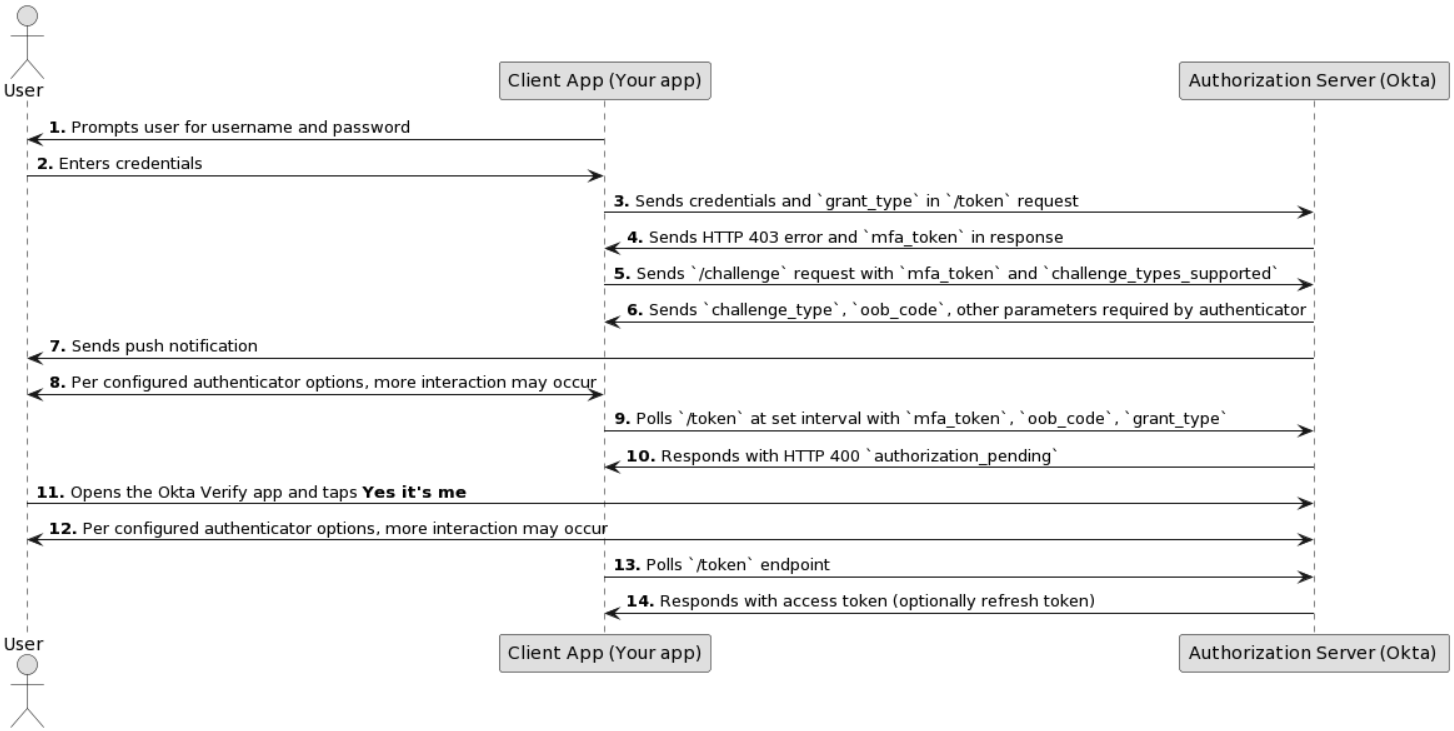 User
Client App (Your app)
Authorization Server (Okta)
1. Prompts user for username and password
2. Enters credentials
3. Sends credentials and `grant_type` in `/token` request
4. Sends HTTP 403 error and `mfa_token` in response
5. Sends `/challenge` request with `mfa_token` and `challenge_types_supported`
6. Sends `challenge_type`, `oob_code`, other parameters required by authenticator
7. Sends push notification
8. Per configured authenticator options, more interaction may occur
9. Polls `/token` at set interval with `mfa_token`, `oob_code`, `grant_type`
10. Responds with HTTP 400 `authorization_pending`
11. Opens the Okta Verify app and taps Yes it's me
12. Per configured authenticator options, more interaction may occur
13. Polls `/token` endpoint
14. Responds with access token (optionally refresh token)
User
Client App (Your app)
Authorization Server (Okta)